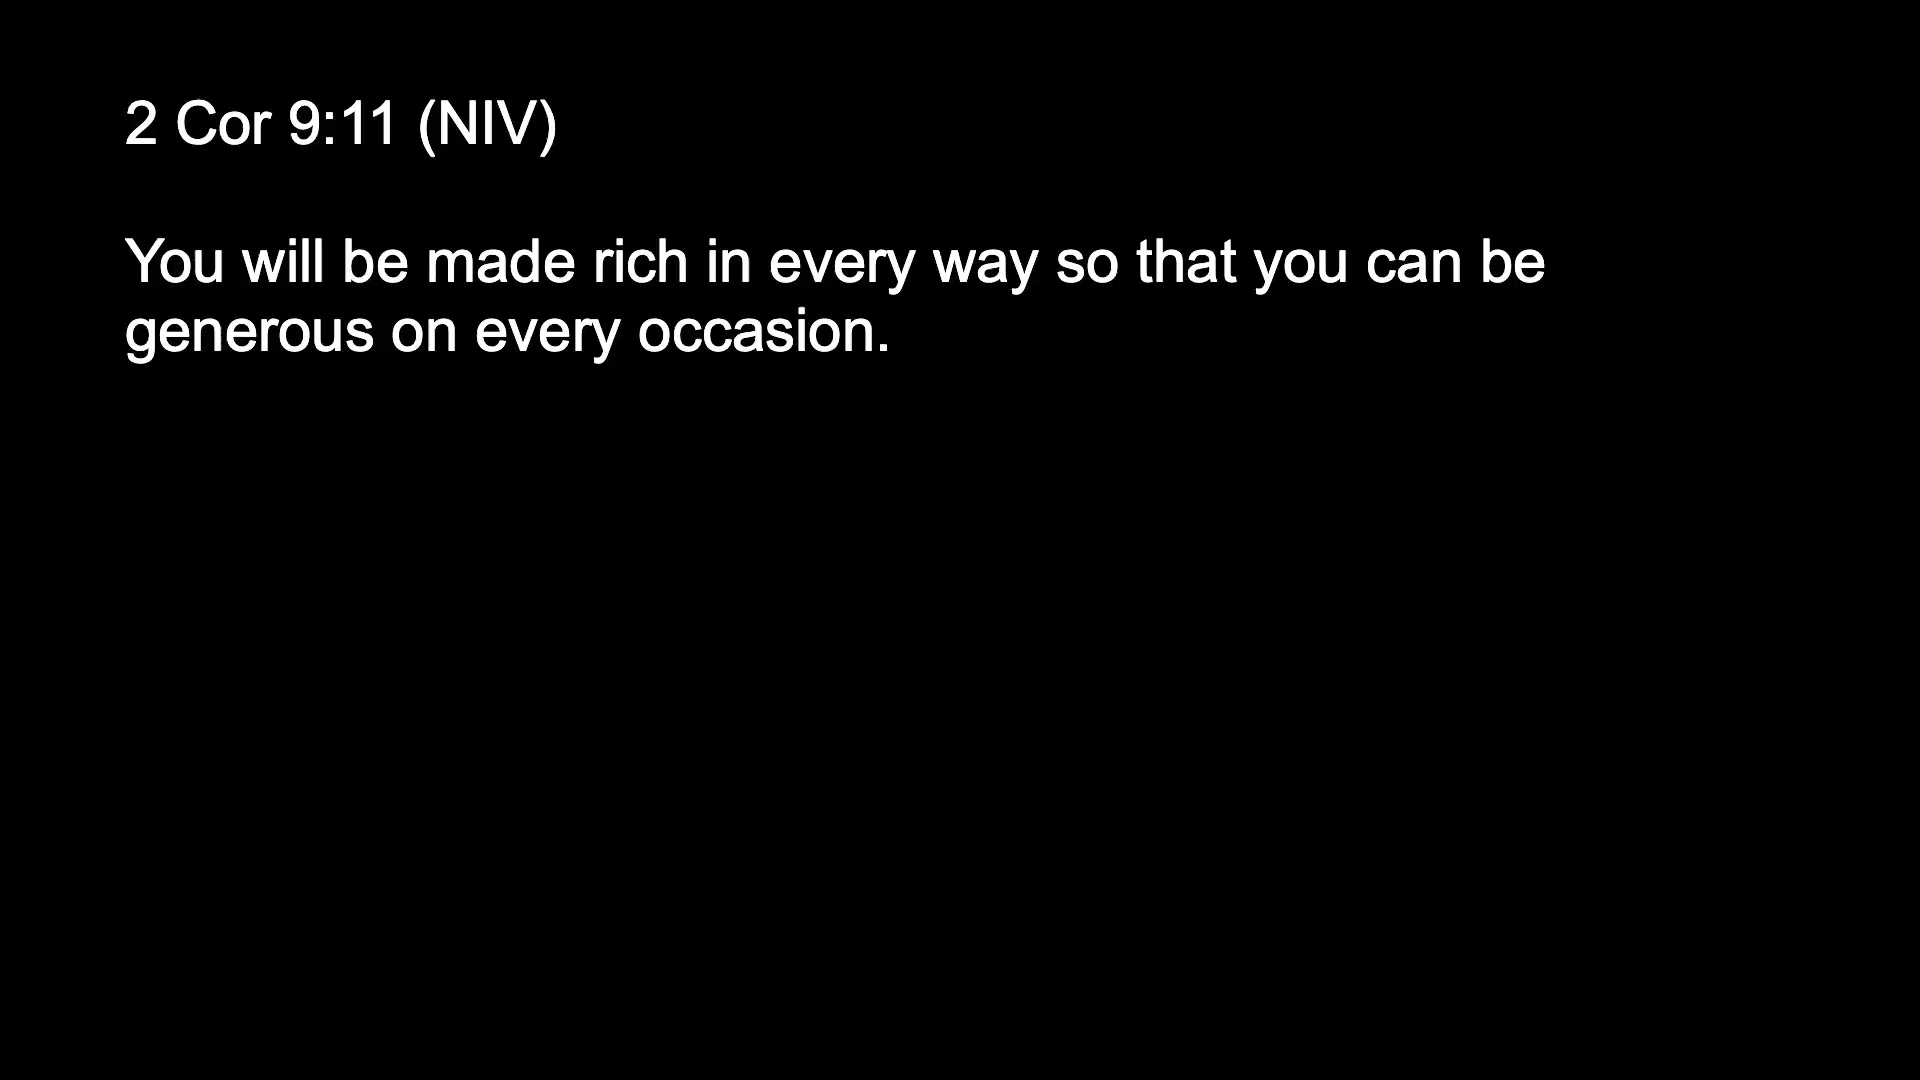 2 Cor 9:11 (NIV)
You will be made rich in every way so that you can be
generous on every occasion.